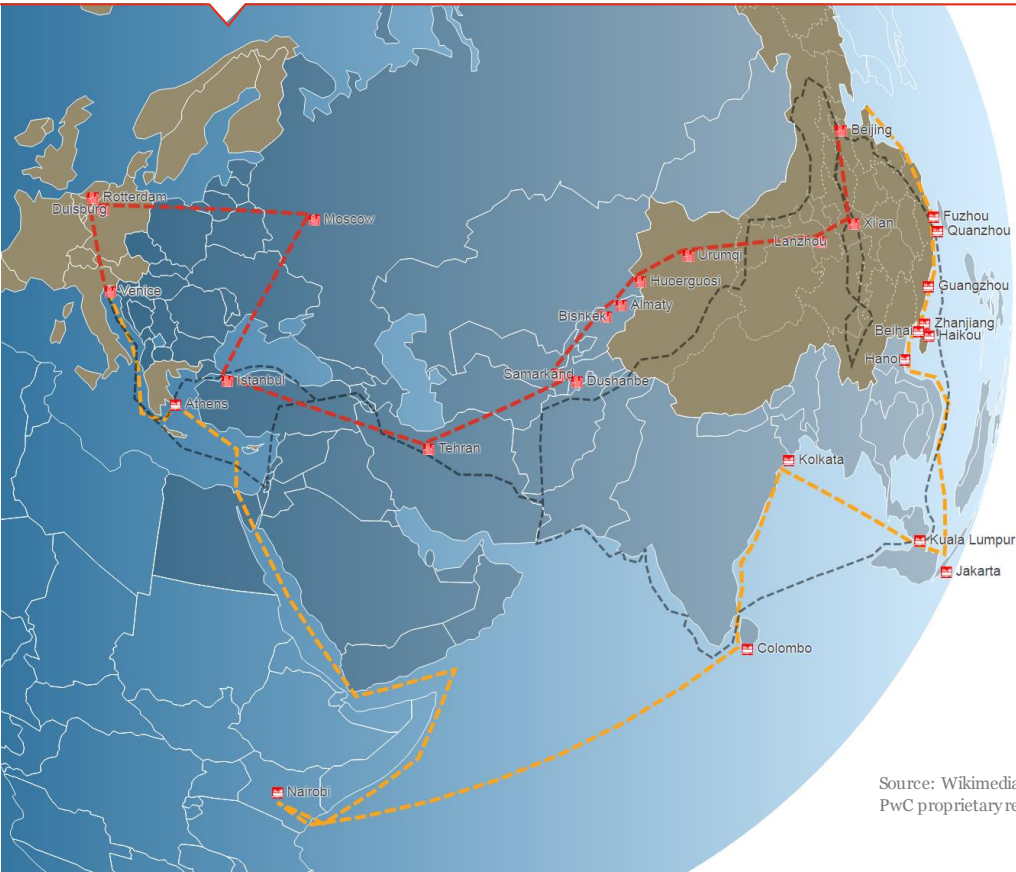 Beijing
Rotterdam
Duisburg
Moscow
Fuzhou
Xi'an
Quanzhou
Lanzhou
Urumqi
Huoerguosi
Guangzhou
Venice
Almaty
Bishkek
Zhanjiang
Beihai
Haikou
Hanoi
Samarkand
Dushanbe
Istanbul
Athens
Tehran
Kolkata
Kuala Lumpur
Jakarta
Colombo
Source: Wikimedia
PwC proprietary re
Nairobi